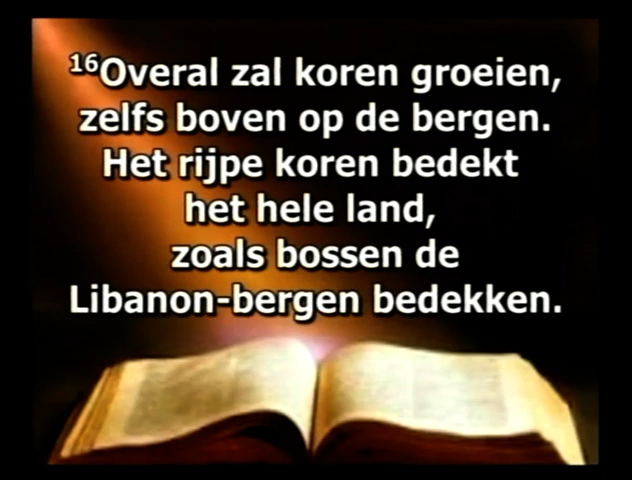 16Overal zal koren groeien,
zelfs boven op de bergen.
Het rijpe koren bedekt
het hele land,
zoals bossen de
Libanon-bergen bedekken.